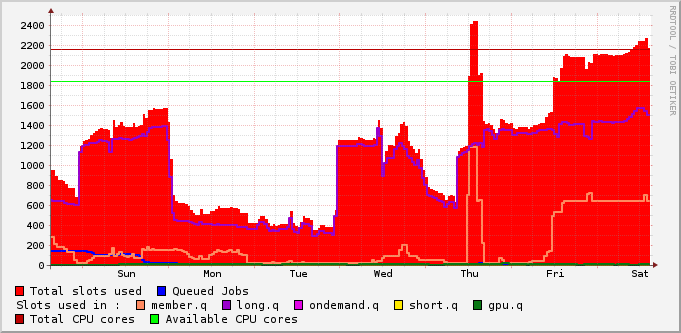 RRDTOOL / TOBI OETIKER
2400
2200
2000
1800
1600
1400
1200
1000
800
600
400
200
0
Sun Mon Tue Wed Thu Fri Sat
Total slots used Queued Jobs
Slots used in : member.q long.q ondemand.q short.q gpu.q
Total CPU cores Available CPU cores